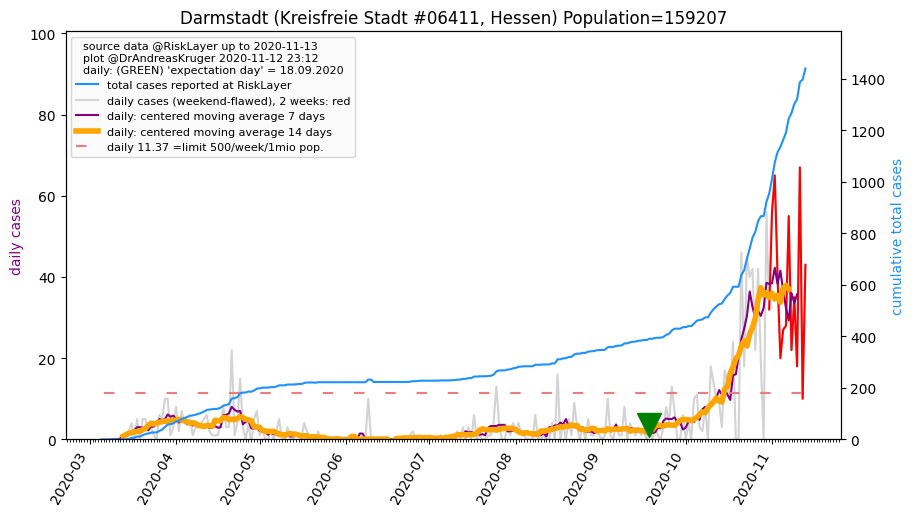 Darmstadt (Kreisfreie Stadt #06411, Hessen) Population=159207
source data @RiskLayer up to 2020-11-13
plot @DrAndreasKruger 2020-11-12 23:12
daily: (GREEN) 'expectation day' = 18.09.2020
total cases reported at RiskLayer
daily cases (weekend-flawed), 2 weeks: red
daily: centered moving average 7 days
daily: centered moving average 14 days
daily 11.37 =limit 500/week/1mio pop.
daily cases
100
80
60
40
20
0
cumulative total cases
1400
1200
1000
800
600
400
200
0
2020-03
2020-04
2020-05
2020-06
2020-07
2020-08
2020-09
2020-10
2020-11